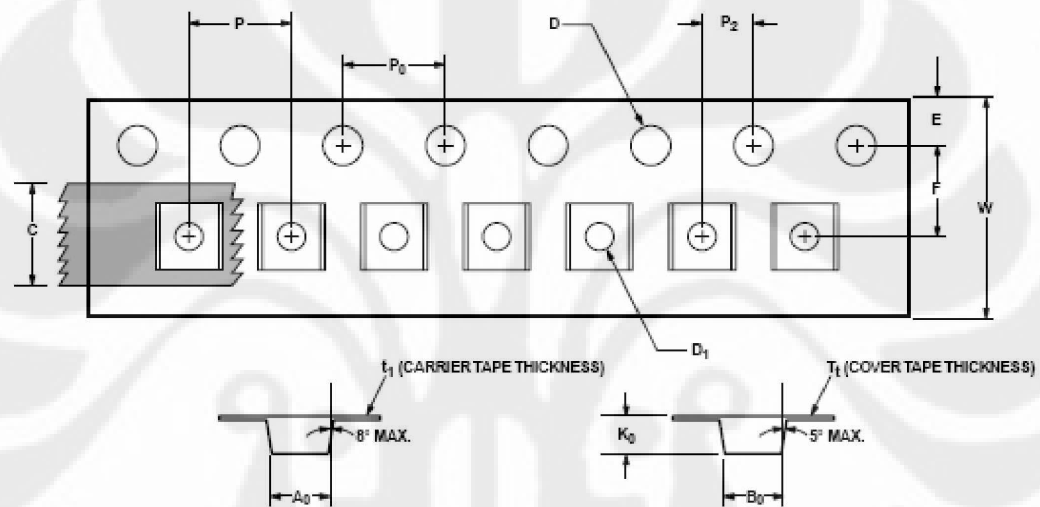 P
D
P₂
P₀
E
F
W
C
D₁
t₁ (CARRIER TAPE THICKNESS)
Tₜ (COVER TAPE THICKNESS)
8° MAX.
K₀
5° MAX.
A₀
B₀